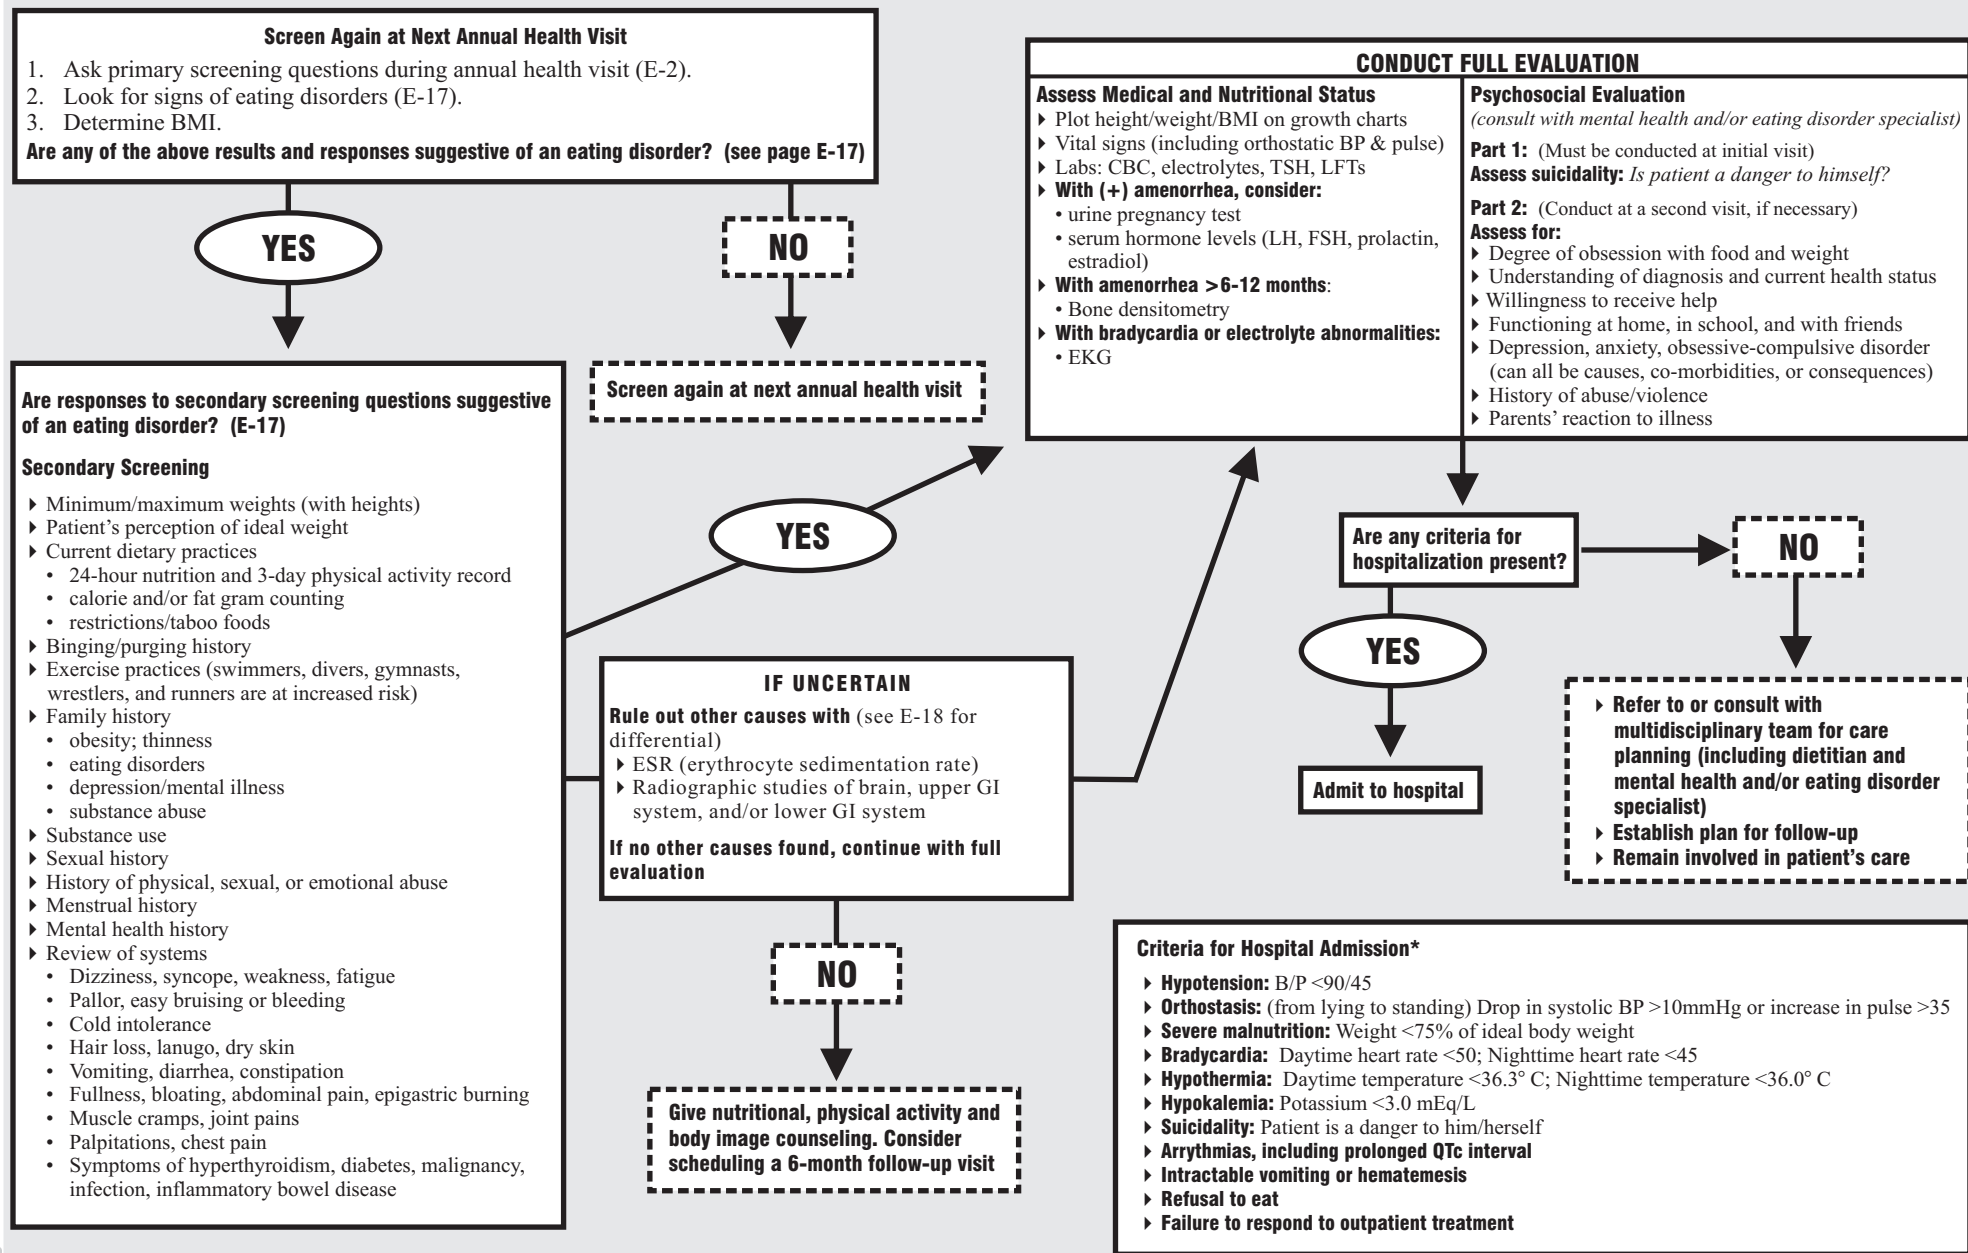 Screen Again at Next Annual Health Visit
1. Ask primary screening questions during annual health visit (E-2).
2. Look for signs of eating disorders (E-17).
3. Determine BMI.
Are any of the above results and responses suggestive of an eating disorder? (see page E-17)
YES
NO
Screen again at next annual health visit
Are responses to secondary screening questions suggestive
of an eating disorder? (E-17)
Secondary Screening
‣ Minimum/maximum weights (with heights)
‣ Patient's perception of ideal weight
‣ Current dietary practices
• 24-hour nutrition and 3-day physical activity record
• calorie and/or fat gram counting
• restrictions/taboo foods
‣ Binging/purging history
‣ Exercise practices (swimmers, divers, gymnasts,
wrestlers, and runners are at increased risk)
‣ Family history
• obesity; thinness
• eating disorders
• depression/mental illness
• substance abuse
‣ Substance use
‣ Sexual history
‣ History of physical, sexual, or emotional abuse
‣ Menstrual history
‣ Mental health history
‣ Review of systems
• Dizziness, syncope, weakness, fatigue
• Pallor, easy bruising or bleeding
• Cold intolerance
• Hair loss, lanugo, dry skin
• Vomiting, diarrhea, constipation
• Fullness, bloating, abdominal pain, epigastric burning
• Muscle cramps, joint pains
• Palpitations, chest pain
• Symptoms of hyperthyroidism, diabetes, malignancy,
infection, inflammatory bowel disease
YES
IF UNCERTAIN
Rule out other causes with (see E-18 for
differential)
‣ ESR (erythrocyte sedimentation rate)
‣ Radiographic studies of brain, upper GI
system, and/or lower GI system
If no other causes found, continue with full
evaluation
NO
Give nutritional, physical activity and
body image counseling. Consider
scheduling a 6-month follow-up visit
CONDUCT FULL EVALUATION
Assess Medical and Nutritional Status
‣ Plot height/weight/BMI on growth charts
‣ Vital signs (including orthostatic BP & pulse)
‣ Labs: CBC, electrolytes, TSH, LFTs
‣ With (+) amenorrhea, consider:
• urine pregnancy test
• serum hormone levels (LH, FSH, prolactin,
estradiol)
‣ With amenorrhea >6-12 months:
• Bone densitometry
‣ With bradycardia or electrolyte abnormalities:
• EKG
Psychosocial Evaluation
(consult with mental health and/or eating disorder specialist)
Part 1: (Must be conducted at initial visit)
Assess suicidality: Is patient a danger to himself?
Part 2: (Conduct at a second visit, if necessary)
Assess for:
‣ Degree of obsession with food and weight
‣ Understanding of diagnosis and current health status
‣ Willingness to receive help
‣ Functioning at home, in school, and with friends
‣ Depression, anxiety, obsessive-compulsive disorder
(can all be causes, co-morbidities, or consequences)
‣ History of abuse/violence
‣ Parents' reaction to illness
Are any criteria for
hospitalization present?
YES
Admit to hospital
NO
‣ Refer to or consult with
multidisciplinary team for care
planning (including dietitian and
mental health and/or eating disorder
specialist)
‣ Establish plan for follow-up
‣ Remain involved in patient's care
Criteria for Hospital Admission*
‣ Hypotension: B/P <90/45
‣ Orthostasis: (from lying to standing) Drop in systolic BP >10mmHg or increase in pulse >35
‣ Severe malnutrition: Weight <75% of ideal body weight
‣ Bradycardia: Daytime heart rate <50; Nighttime heart rate <45
‣ Hypothermia: Daytime temperature <36.3° C; Nighttime temperature <36.0° C
‣ Hypokalemia: Potassium <3.0 mEq/L
‣ Suicidality: Patient is a danger to him/herself
‣ Arrythmias, including prolonged QTc interval
‣ Intractable vomiting or hematemesis
‣ Refusal to eat
‣ Failure to respond to outpatient treatment